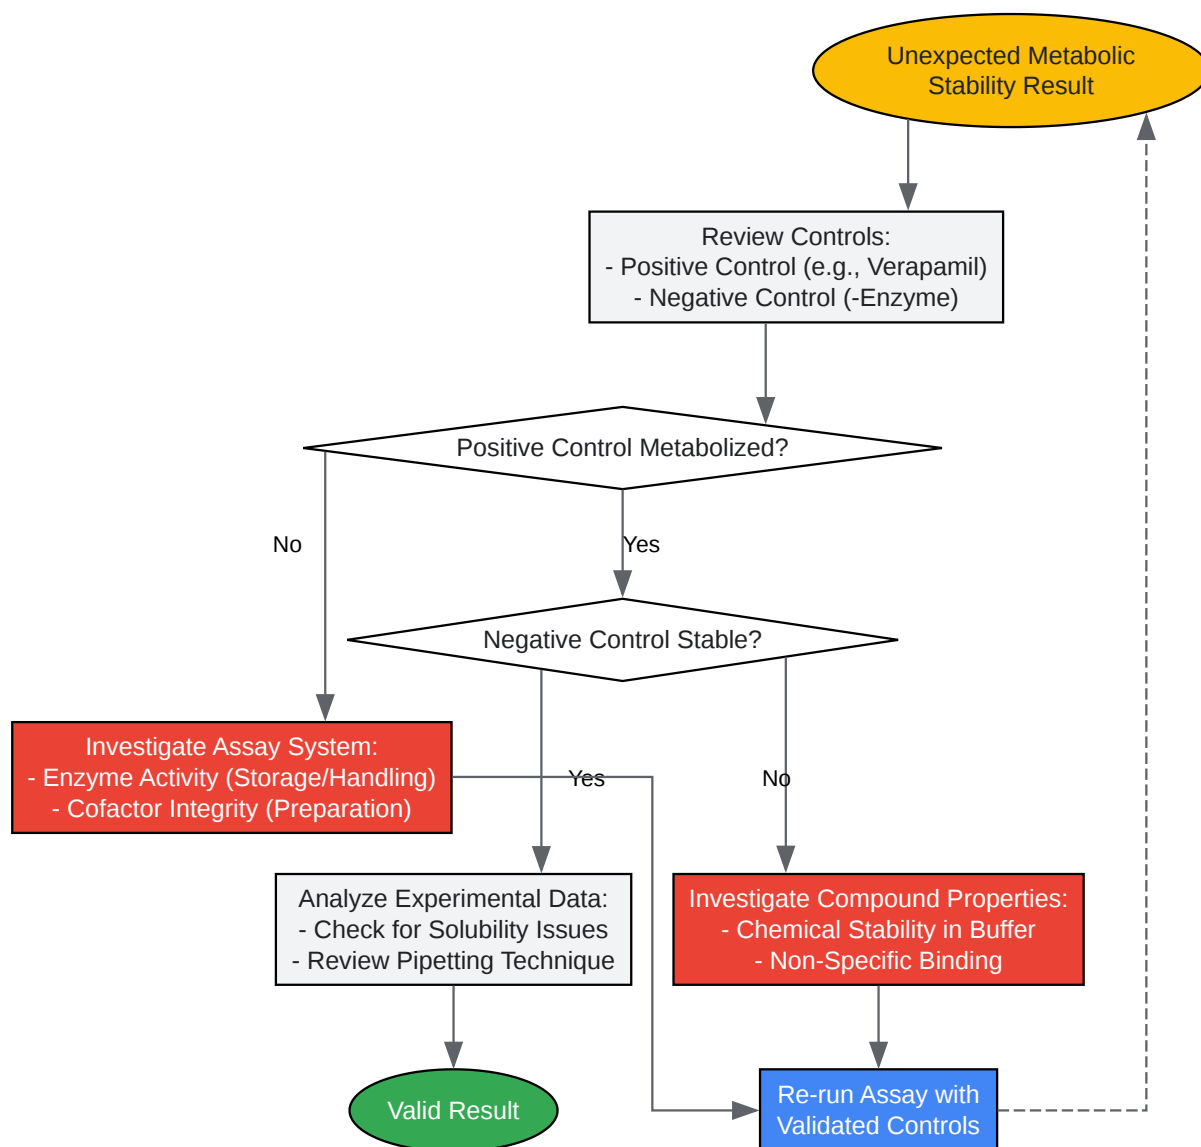 Unexpected Metabolic
Stability Result
Review Controls:
- Positive Control (e.g., Verapamil)
- Negative Control (-Enzyme)
Positive Control Metabolized?
No
Yes
Negative Control Stable?
Investigate Assay System:
- Enzyme Activity (Storage/Handling)
- Cofactor Integrity (Preparation)
Yes
No
Analyze Experimental Data:
- Check for Solubility Issues
- Review Pipetting Technique
Investigate Compound Properties:
- Chemical Stability in Buffer
- Non-Specific Binding
Valid Result
Re-run Assay with
Validated Controls